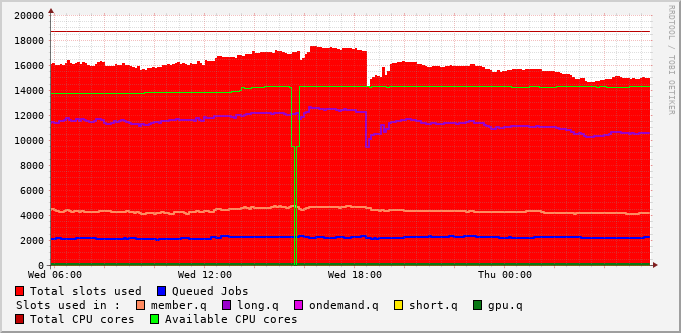 RRDTOOL / TOBI OETIKER
20000
18000
16000
14000
12000
10000
8000
6000
4000
2000
0
Wed 06:00 Wed 12:00 Wed 18:00 Thu 00:00
Total slots used Queued Jobs
Slots used in : member.q long.q ondemand.q short.q gpu.q
Total CPU cores Available CPU cores